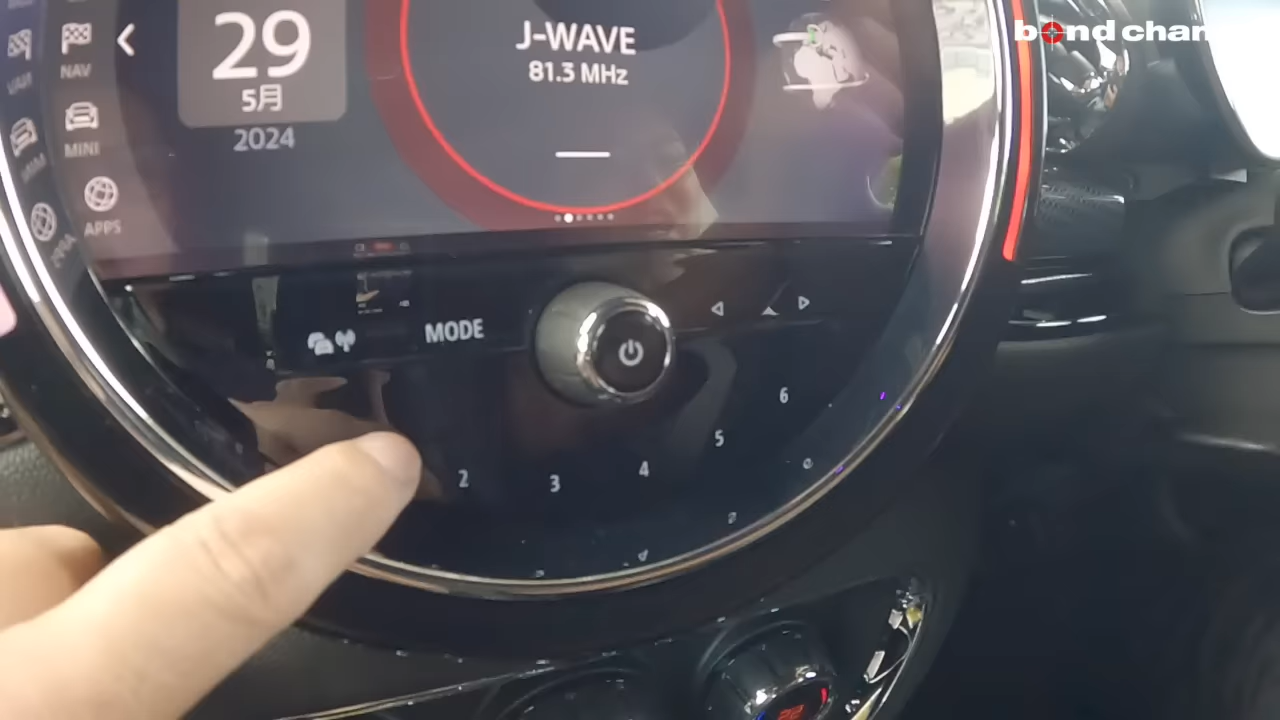 bond chan
29
5月
2024
J-WAVE
81.3 MHz
NAV
MINI
APPS
MODE
2
3
4
5
6
22